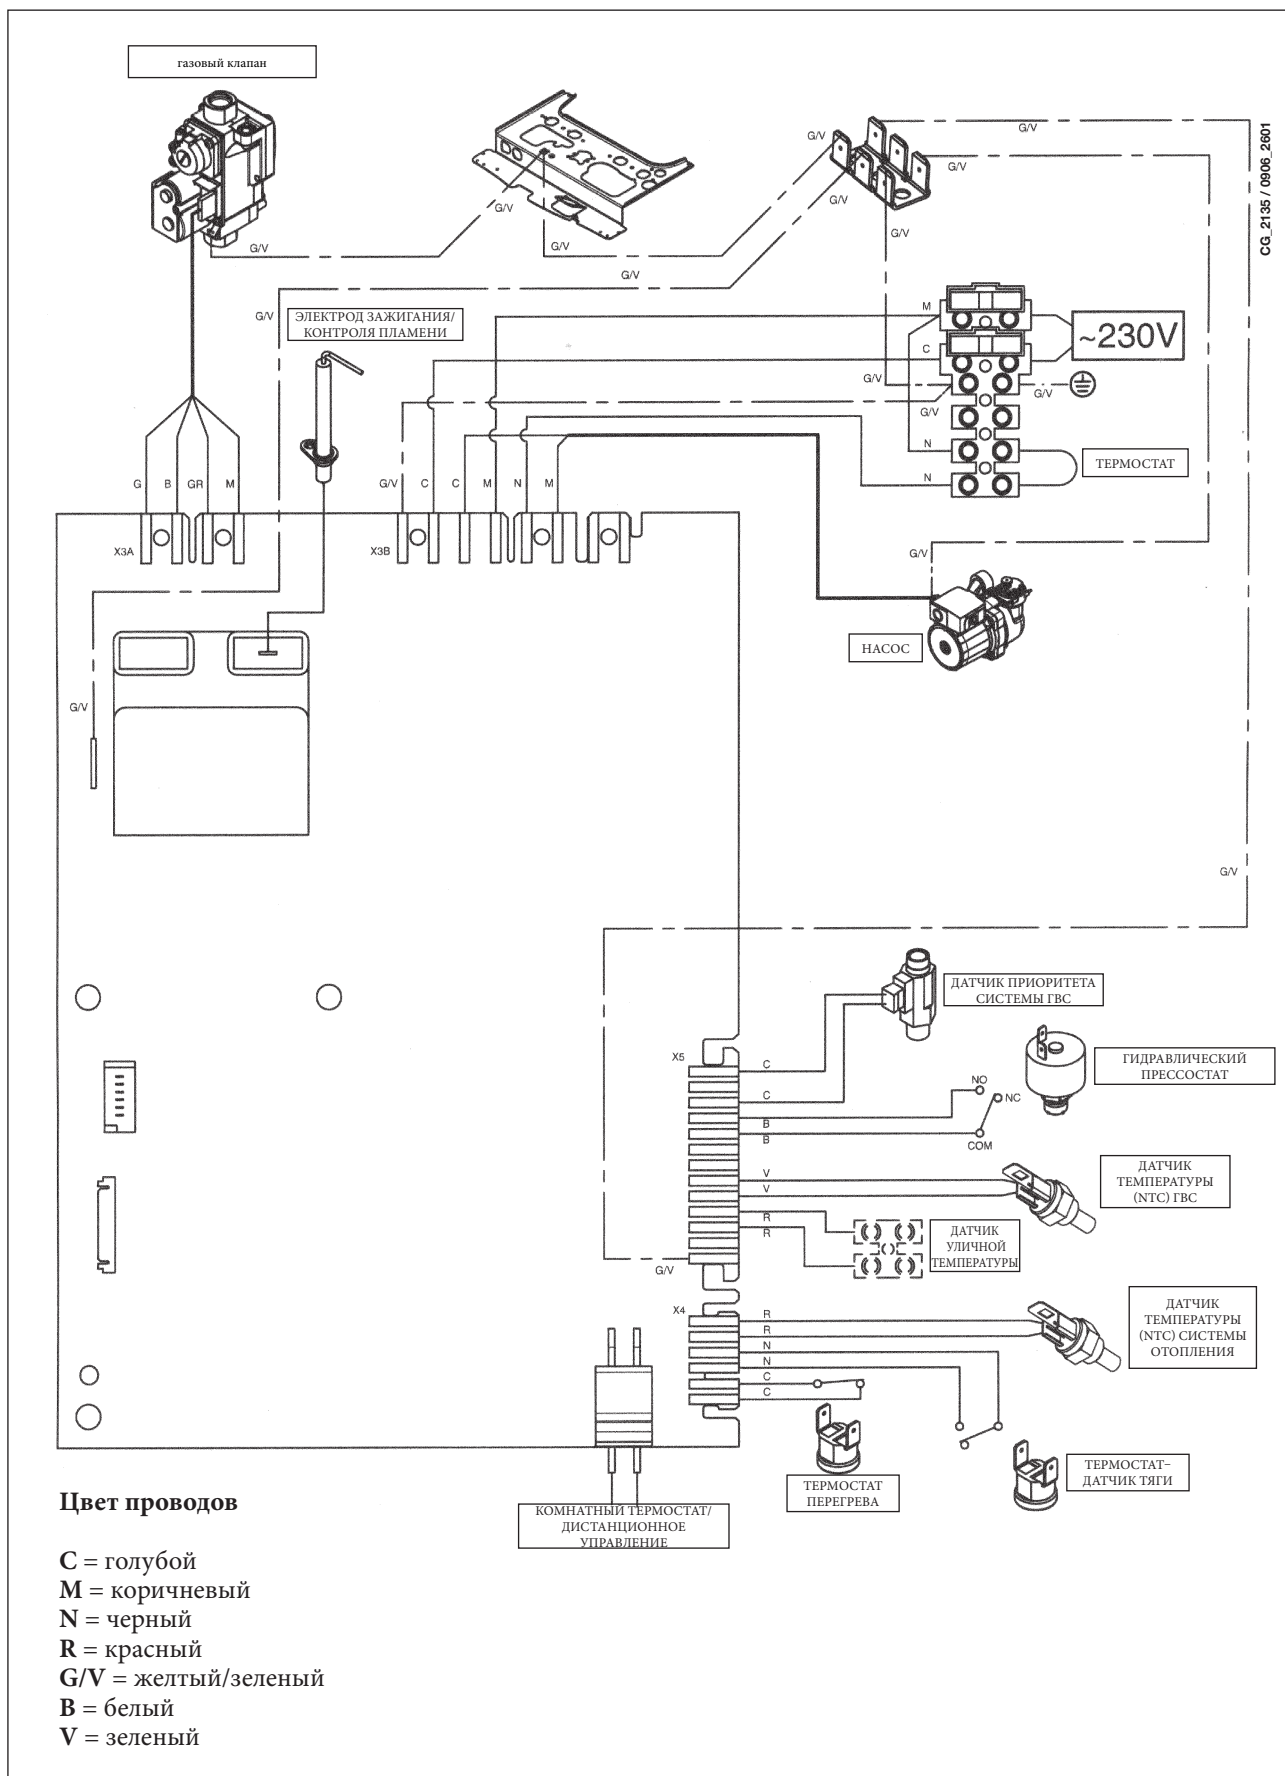 газовый клапан
G/V
G/V
G/V
G/V
CG_2135 / 0906_2601
G/V
G/V
G/V
G/V
G/V
G/V
M
ЭЛЕКТРОД ЗАЖИГАНИЯ/
КОНТРОЛЯ ПЛАМЕНИ
~230V
C
G/V
G/V
G/V
N
ТЕРМОСТАТ
N
G
B
GR
M
G/V
C
C
M
N
M
X3A
X3B
G/V
НАСОС
G/V
G/V
ДАТЧИК ПРИОРИТЕТА
СИСТЕМЫ ГВС
X5
C
ГИДРАВЛИЧЕСКИЙ
ПРЕССОСТАТ
NO
C
NC
B
B
COM
ДАТЧИК
ТЕМПЕРАТУРЫ
(NTC) ГВС
V
V
R
R
ДАТЧИК
УЛИЧНОЙ
ТЕМПЕРАТУРЫ
G/V
X4
R
R
N
N
C
C
ДАТЧИК
ТЕМПЕРАТУРЫ
(NTC) СИСТЕМЫ
ОТОПЛЕНИЯ
ТЕРМОСТАТ–
ДАТЧИК ТЯГИ
ТЕРМОСТАТ
ПЕРЕГРЕВА
КОМНАТНЫЙ ТЕРМОСТАТ/
ДИСТАНЦИОННОЕ
УПРАВЛЕНИЕ
Цвет проводов
C = голубой
M = коричневый
N = черный
R = красный
G/V = желтый/зеленый
B = белый
V = зеленый